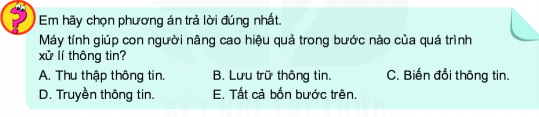 Em hãy chọn phương án trả lời đúng nhất.
Máy tính giúp con người nâng cao hiệu quả trong bước nào của quá trình
xử lí thông tin?
A. Thu thập thông tin. B. Lưu trữ thông tin. C. Biến đổi thông tin.
D. Truyền thông tin. E. Tất cả bốn bước trên.